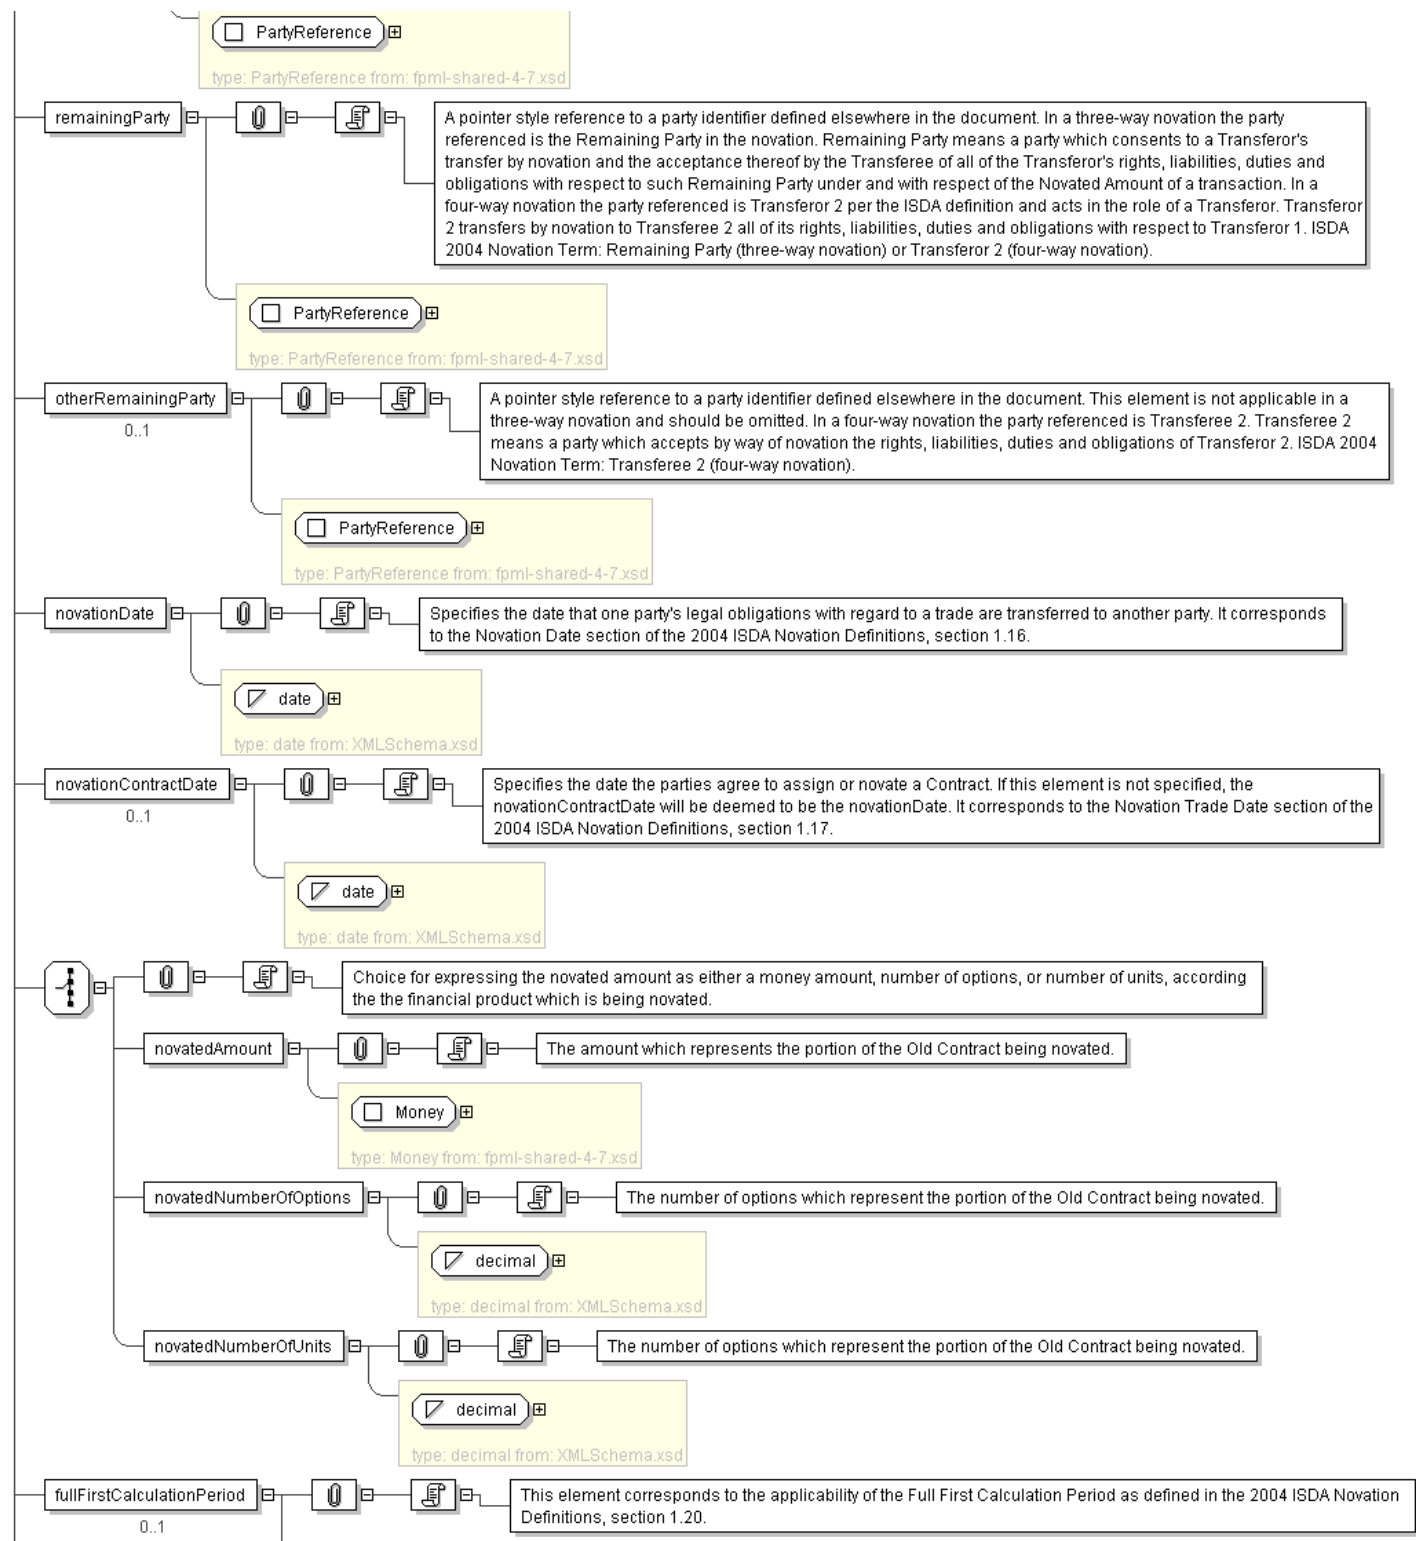 PartyReference
type: PartyReference from: fpml-shared-4-7.xsd
remainingParty
A pointer style reference to a party identifier defined elsewhere in the document. In a three-way novation the party
referenced is the Remaining Party in the novation. Remaining Party means a party which consents to a Transferor's
transfer by novation and the acceptance thereof by the Transferee of all of the Transferor's rights, liabilities, duties and
obligations with respect to such Remaining Party under and with respect of the Novated Amount of a transaction. In a
four-way novation the party referenced is Transferor 2 per the ISDA definition and acts in the role of a Transferor. Transferor
2 transfers by novation to Transferee 2 all of its rights, liabilities, duties and obligations with respect to Transferor 1. ISDA
2004 Novation Term: Remaining Party (three-way novation) or Transferor 2 (four-way novation).
PartyReference
type: PartyReference from: fpml-shared-4-7.xsd
otherRemainingParty
0..1
A pointer style reference to a party identifier defined elsewhere in the document. This element is not applicable in a
three-way novation and should be omitted. In a four-way novation the party referenced is Transferee 2. Transferee 2
means a party which accepts by way of novation the rights, liabilities, duties and obligations of Transferor 2. ISDA 2004
Novation Term: Transferee 2 (four-way novation).
PartyReference
type: PartyReference from: fpml-shared-4-7.xsd
novationDate
Specifies the date that one party's legal obligations with regard to a trade are transferred to another party. It corresponds
to the Novation Date section of the 2004 ISDA Novation Definitions, section 1.16.
date
type: date from: XMLSchema.xsd
novationContractDate
0..1
Specifies the date the parties agree to assign or novate a Contract. If this element is not specified, the
novationContractDate will be deemed to be the novationDate. It corresponds to the Novation Trade Date section of the
2004 ISDA Novation Definitions, section 1.17.
date
type: date from: XMLSchema.xsd
Choice for expressing the novated amount as either a money amount, number of options, or number of units, according
the the financial product which is being novated.
novatedAmount
The amount which represents the portion of the Old Contract being novated.
Money
type: Money from: fpml-shared-4-7.xsd
novatedNumberOfOptions
The number of options which represent the portion of the Old Contract being novated.
decimal
type: decimal from: XMLSchema.xsd
novatedNumberOfUnits
The number of options which represent the portion of the Old Contract being novated.
decimal
type: decimal from: XMLSchema.xsd
fullFirstCalculationPeriod
0..1
This element corresponds to the applicability of the Full First Calculation Period as defined in the 2004 ISDA Novation
Definitions, section 1.20.